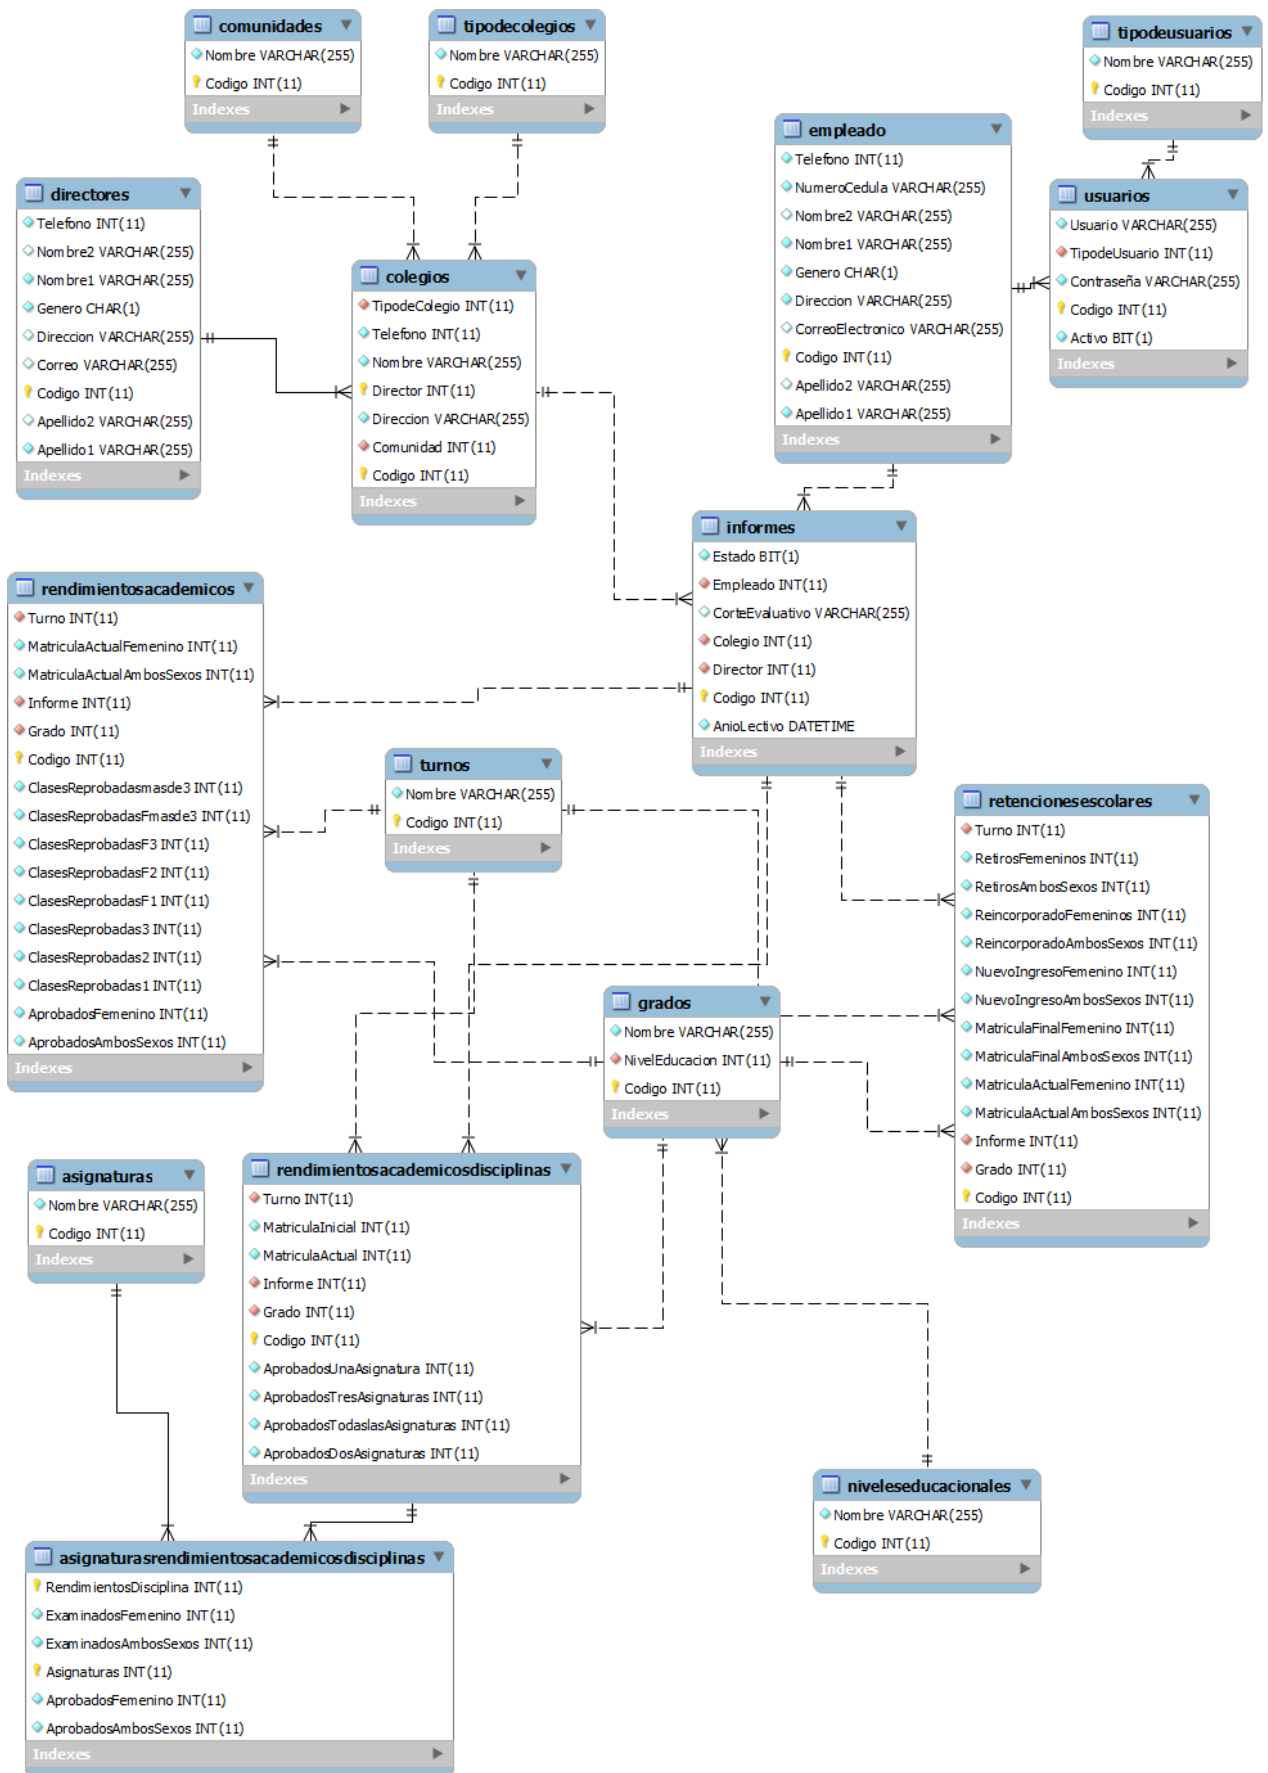 comunidades
Nombre VARCHAR(255)
Codigo INT(11)
Indexes
tipodecolegios
Nombre VARCHAR(255)
Codigo INT(11)
Indexes
tipodeusuarios
Nombre VARCHAR(255)
Codigo INT(11)
Indexes
empleado
Telefono INT(11)
NumeroCedula VARCHAR(255)
Nombre2 VARCHAR(255)
Nombre1 VARCHAR(255)
Genero CHAR(1)
Direccion VARCHAR(255)
CorreoElectronico VARCHAR(255)
Codigo INT(11)
Apellido2 VARCHAR(255)
Apellido1 VARCHAR(255)
Indexes
usuarios
Usuario VARCHAR(255)
TipodeUsuario INT(11)
Contraseña VARCHAR(255)
Codigo INT(11)
Activo BIT(1)
Indexes
directores
Telefono INT(11)
Nombre2 VARCHAR(255)
Nombre1 VARCHAR(255)
Genero CHAR(1)
Direccion VARCHAR(255)
Correo VARCHAR(255)
Codigo INT(11)
Apellido2 VARCHAR(255)
Apellido1 VARCHAR(255)
Indexes
colegios
TipodeColegio INT(11)
Telefono INT(11)
Nombre VARCHAR(255)
Director INT(11)
Direccion VARCHAR(255)
Comunidad INT(11)
Codigo INT(11)
Indexes
informes
Estado BIT(1)
Empleado INT(11)
CorteEvaluativo VARCHAR(255)
Colegio INT(11)
Director INT(11)
Codigo INT(11)
AnioLectivo DATETIME
Indexes
rendimientosacademicos
Turno INT(11)
MatriculaActualFemenino INT(11)
MatriculaActualAmbosSexos INT(11)
Informe INT(11)
Grado INT(11)
Codigo INT(11)
ClasesReprobadasmasde3 INT(11)
ClasesReprobadasFmasde3 INT(11)
ClasesReprobadasF3 INT(11)
ClasesReprobadasF2 INT(11)
ClasesReprobadasF1 INT(11)
ClasesReprobadas3 INT(11)
ClasesReprobadas2 INT(11)
ClasesReprobadas1 INT(11)
AprobadosFemenino INT(11)
AprobadosAmbosSexos INT(11)
Indexes
turnos
Nombre VARCHAR(255)
Codigo INT(11)
Indexes
retencionesescolares
Turno INT(11)
RetirosFemeninos INT(11)
RetirosAmbosSexos INT(11)
ReincorporadoFemeninos INT(11)
ReincorporadoAmbosSexos INT(11)
NuevoIngresoFemenino INT(11)
NuevoIngresoAmbosSexos INT(11)
MatriculaFinalFemenino INT(11)
MatriculaFinalAmbosSexos INT(11)
MatriculaActualFemenino INT(11)
MatriculaActualAmbosSexos INT(11)
Informe INT(11)
Grado INT(11)
Codigo INT(11)
Indexes
grados
Nombre VARCHAR(255)
NivelEducacion INT(11)
Codigo INT(11)
Indexes
asignaturas
Nombre VARCHAR(255)
Codigo INT(11)
Indexes
rendimientosacademicosdisciplinas
Turno INT(11)
MatriculaInicial INT(11)
MatriculaActual INT(11)
Informe INT(11)
Grado INT(11)
Codigo INT(11)
AprobadosUnaAsignatura INT(11)
AprobadosTresAsignaturas INT(11)
AprobadosTodaslasAsignaturas INT(11)
AprobadosDosAsignaturas INT(11)
Indexes
niveleseducacionales
Nombre VARCHAR(255)
Codigo INT(11)
Indexes
asignaturasrendimientosacademicosdisciplinas
RendimientosDisciplina INT(11)
ExaminadosFemenino INT(11)
ExaminadosAmbosSexos INT(11)
Asignaturas INT(11)
AprobadosFemenino INT(11)
AprobadosAmbosSexos INT(11)
Indexes